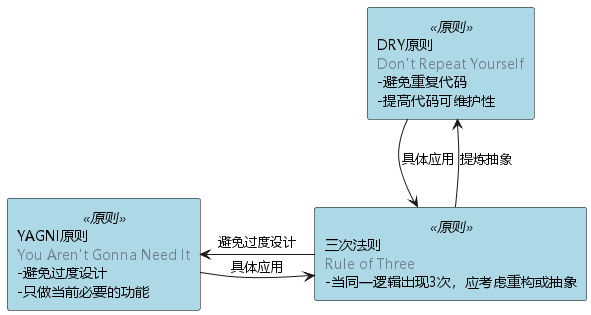 «原则»
DRY原则
Don't Repeat Yourself
-避免重复代码
-提高代码可维护性
具体应用
提炼抽象
«原则»
YAGNI原则
You Aren't Gonna Need It
-避免过度设计
-只做当前必要的功能
避免过度设计
具体应用
«原则»
三次法则
Rule of Three
-当同一逻辑出现3次，应考虑重构或抽象